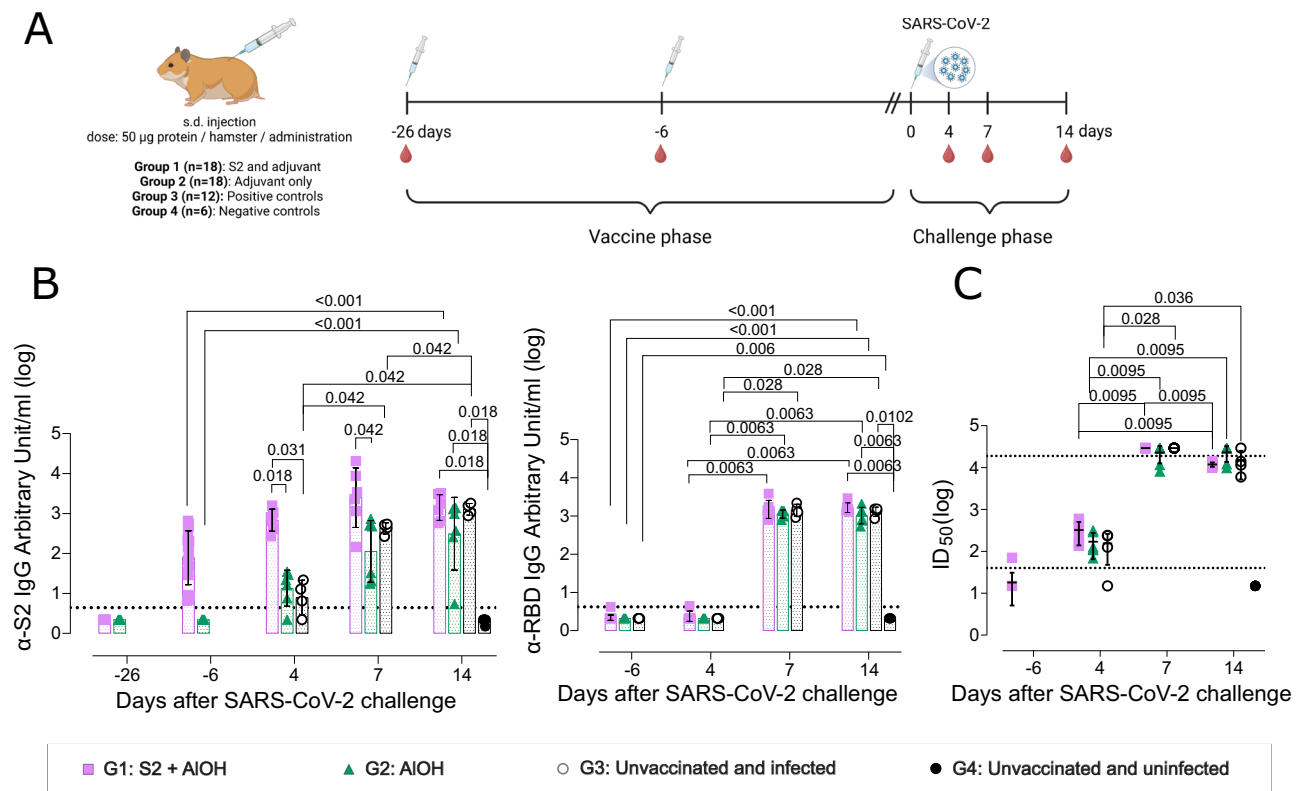 A
SARS-CoV-2
s.d. injection
dose: 50 µg protein / hamster / administration
Group 1 (n=18): S2 and adjuvant
Group 2 (n=18): Adjuvant only
Group 3 (n=12): Positive controls
Group 4 (n=6): Negative controls
-26 days
-6
0
4
7
14 days
Vaccine phase
Challenge phase
B
α-S2 IgG Arbitrary Unit/ml (log)
<0.001
<0.001
0.042
0.042
0.042
0.018
0.042
0.018
0.031
0.018
0.018
5
4
3
2
1
0
-26
-6
4
7
14
Days after SARS-CoV-2 challenge
α-RBD IgG Arbitrary Unit/ml (log)
<0.001
<0.001
0.006
0.028
0.028
0.0063
0.0102
0.0063
0.0063
0.0063
0.0063
0.0063
5
4
3
2
1
0
-6
4
7
14
Days after SARS-CoV-2 challenge
C
ID50(log)
0.036
0.028
0.0095
0.0095
0.0095
0.0095
0.0095
5
4
3
2
1
0
-6
4
7
14
Days after SARS-CoV-2 challenge
G1: S2 + AlOH
G2: AlOH
G3: Unvaccinated and infected
G4: Unvaccinated and uninfected